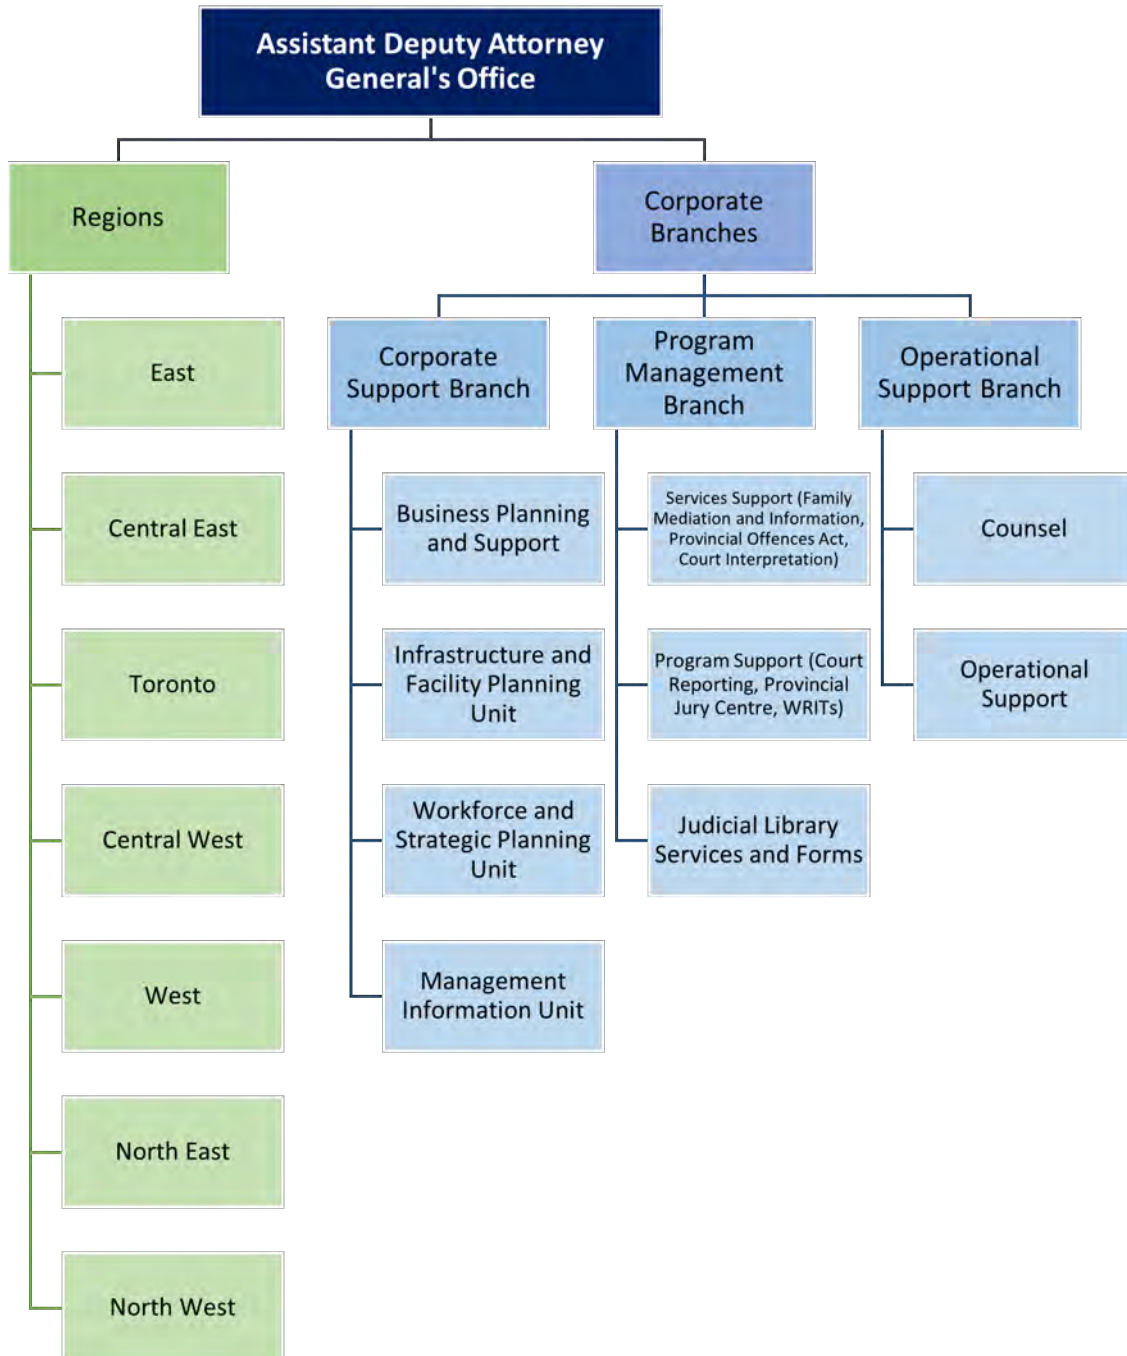 Assistant Deputy Attorney
General's Office
Regions
Corporate
Branches
East
Central East
Toronto
Central West
West
North East
North West
Corporate
Support Branch
Business Planning
and Support
Infrastructure and
Facility Planning
Unit
Workforce and
Strategic Planning
Unit
Management
Information Unit
Program
Management
Branch
Services Support (Family
Mediation and Information,
Provincial Offences Act,
Court Interpretation)
Program Support (Court
Reporting, Provincial
Jury Centre, WRITs)
Judicial Library
Services and Forms
Operational
Support Branch
Counsel
Operational
Support